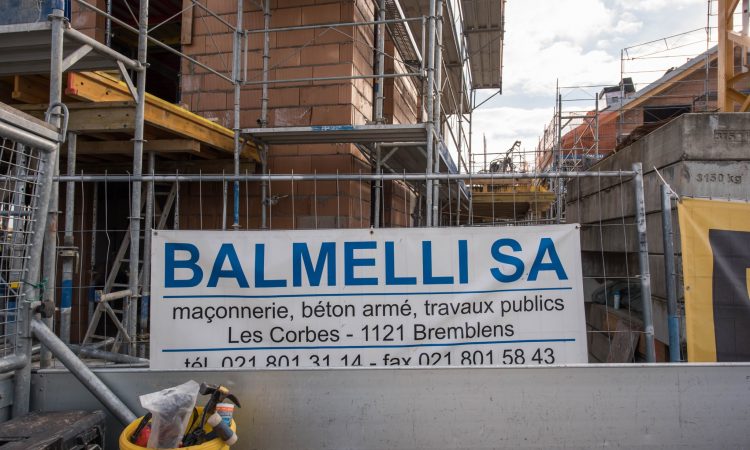 BALMELLI SA
maçonnerie, béton armé, travaux publics
Les Corbes - 1121 Bremblens
tél. 021 801 31 14 - fax 021 801 58 43
3150 kg